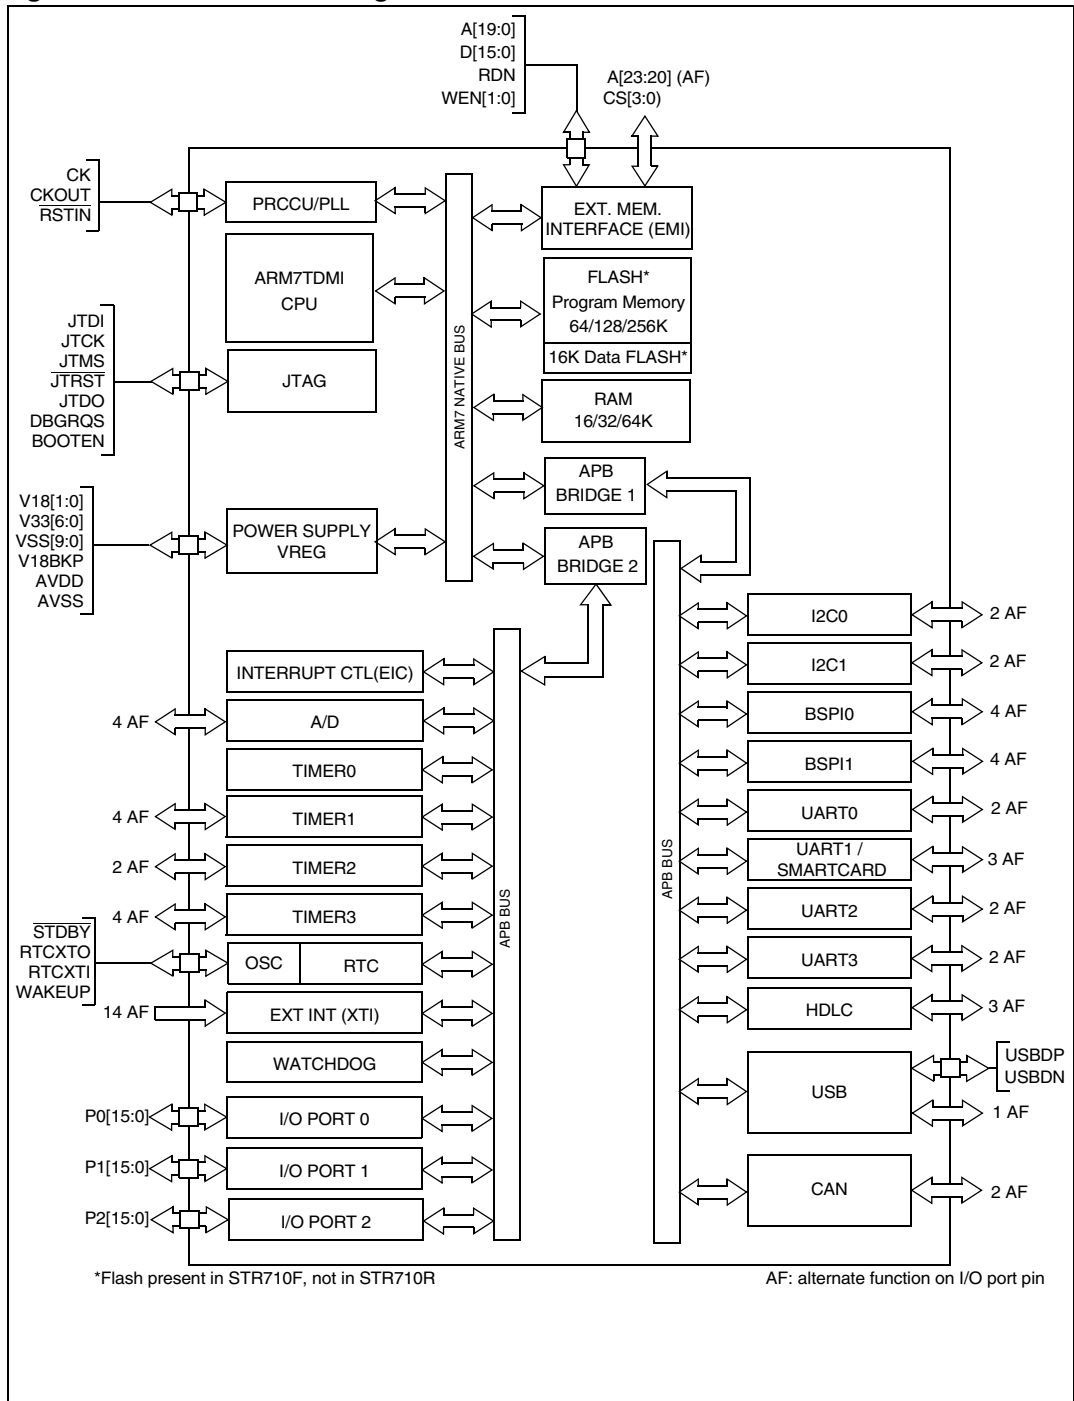 A[19:0]
D[15:0]
RDN
WEN[1:0]
A[23:20] (AF)
CS[3:0)
CK
CKOUT
RSTIN
PRCCU/PLL
EXT. MEM.
INTERFACE (EMI)
ARM7TDMI
CPU
FLASH*
Program Memory
64/128/256K
16K Data FLASH*
JTDI
JTCK
JTMS
JTRST
JTDO
DBGRQS
BOOTEN
JTAG
ARM7 NATIVE BUS
RAM
16/32/64K
APB
BRIDGE 1
V18[1:0]
V33[6:0]
VSS[9:0]
V18BKP
AVDD
AVSS
POWER SUPPLY
VREG
APB
BRIDGE 2
INTERRUPT CTL(EIC)
4 AF
A/D
TIMER0
4 AF
TIMER1
2 AF
TIMER2
4 AF
TIMER3
STDBY
RTCXTO
RTCXTI
WAKEUP
OSC
RTC
14 AF
EXT INT (XTI)
WATCHDOG
P0[15:0]
I/O PORT 0
P1[15:0]
I/O PORT 1
P2[15:0]
I/O PORT 2
APB BUS
APB BUS
I2C0
2 AF
I2C1
2 AF
BSPI0
4 AF
BSPI1
4 AF
UART0
2 AF
UART1 /
SMARTCARD
3 AF
UART2
2 AF
UART3
2 AF
HDLC
3 AF
USB
USBDP
USBDN
1 AF
CAN
2 AF
*Flash present in STR710F, not in STR710R
AF: alternate function on I/O port pin